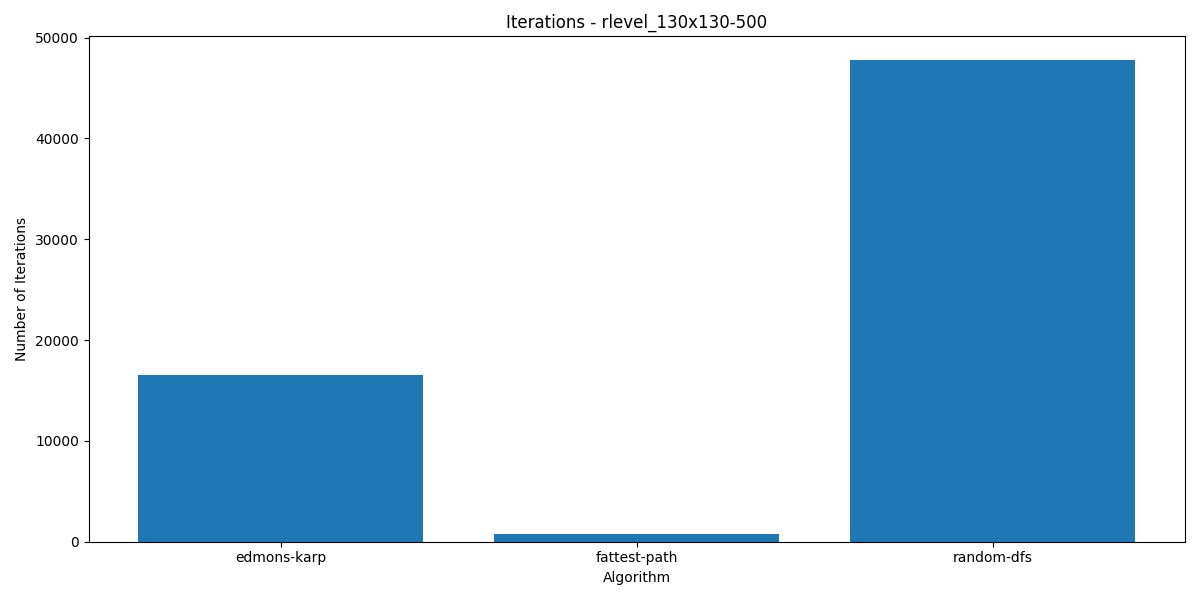 Iterations - rlevel_130x130-500
50000
40000
30000
20000
10000
0
Number of Iterations
edmons-karp fattest-path random-dfs
Algorithm